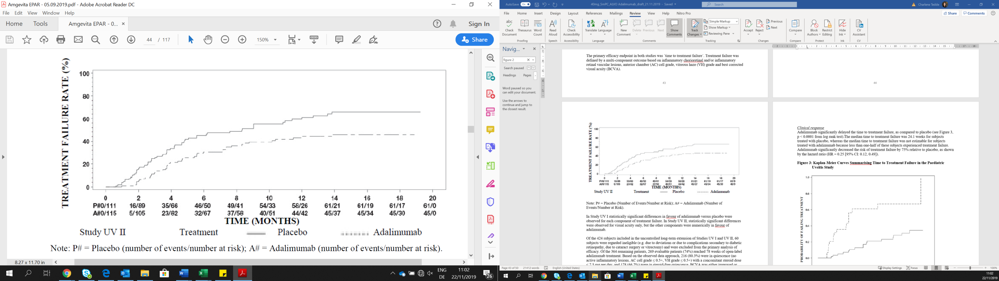 Amgevita EPAR - 05.09.2019.pdf - Adobe Acrobat Reader DC
File Edit View Window Help
Home Tools Amgevita EPAR - 0... × Sign In
44 / 117 150% Share
TREATMENT FAILURE RATE (%)
100
80
60
40
20
0
0 2 4 6 8 10 12 14 16 18 20
P#0/111 16/89 35/66 46/50 49/41 54/33 58/26 61/21 61/19 61/17 61/0
A#0/115 5/105 23/82 32/67 37/58 40/51 44/42 45/37 45/34 45/30 45/0
TIME (MONTHS)
Study UV II Treatment Placebo Adalimumab
Note: P# = Placebo (number of events/number at risk); A# = Adalimumab (number of events/number at risk).
8.27 x 11.70 in
ENG
DE
11:02
22/11/2019
26
AutoSave On 40mg_SmPC_ALVO Adalimumab_draft_21.11.2019 - Saved Search Charlene Tedde
File Home Insert Design Layout References Mailings Review View Help Nitro Pro Share Comments
Check Document Thesaurus Word Count Read Aloud Check Accessibility Translate Language New Comment Delete Previous Next Show Comments Track Changes Simple Markup Show Markup Reviewing Pane Accept Reject Previous Next Compare Block Authors Restrict Editing Hide Ink CV Assistant
Proofing Speech Accessibility Language Comments Tracking Changes Compare Protect Ink CV
Navig...
figure 2
Search paused
Headings Pages
Word paused so you
can edit your document.
Use the arrows to
continue and jump to
the closest result.
The primary efficacy endpoint in both studies was ´time to treatment failure´. Treatment failure was
defined by a multi-component outcome based on inflammatory chorioretinal and/or inflammatory
retinal vascular lesions, anterior chamber (AC) cell grade, vitreous haze (VH) grade and best corrected
visual acuity (BCVA).
43
TREATMENT FAILURE RATE (%)
100
80
60
40
20
0
0 2 4 6 8 10 12 14 16 18 20
P#0/111 16/89 35/66 46/50 49/41 54/33 58/26 61/21 61/19 61/17 61/0
A#0/115 5/105 23/82 32/67 37/58 40/51 44/42 45/37 45/34 45/30 45/0
TIME (MONTHS)
Study UV II Treatment Placebo Adalimumab
Note: P# = Placebo (Number of Events/Number at Risk); A# = Adalimumab (Number of
Events/Number at Risk).
In Study UV I statistically significant differences in favour of adalimumab versus placebo were
observed for each component of treatment failure. In Study UV II, statistically significant differences
were observed for visual acuity only, but the other components were numerically in favour of
adalimumab.
Of the 424 subjects included in the uncontrolled long-term extension of Studies UV I and UV II, 60
subjects were regarded ineligible (e.g. due to deviations or due to complications secondary to diabetic
retinopathy, due to cataract surgery or vitrectomy) and were excluded from the primary analysis of
efficacy. Of the 364 remaining patients, 269 evaluable patients (74%) reached 78 weeks of open-label
adalimumab treatment. Based on the observed data approach, 216 (80.3%) were in quiescence (no
active inflammatory lesions, AC cell grade ≤ 0.5+, VH grade ≤ 0.5+) with a concomitant steroid dose
≤ 7.5 mg per day, and 178 (66.2%) were in steroid-free quiescence. BCVA was either improved or
44
Clinical response
Adalimumab significantly delayed the time to treatment failure, as compared to placebo (see Figure 3,
p < 0.0001 from log rank test).The median time to treatment failure was 24.1 weeks for subjects
treated with placebo, whereas the median time to treatment failure was not estimable for subjects
treated with adalimumab because less than one-half of these subjects experienced treatment failure.
Adalimumab significantly decreased the risk of treatment failure by 75% relative to placebo, as shown
by the hazard ratio (HR = 0.25 [95% CI: 0.12, 0.49]).
Figure 3: Kaplan-Meier Curves Summarising Time to Treatment Failure in the Paediatric
Uveitis Study
PROBABILITY OF FAILING TREATMENT
1.0
0.8
0.6
0.4
0.2
0.0
Page 43 of 50 21412 words English (United States) Display Settings Focus 100%
11:02
22/11/2019